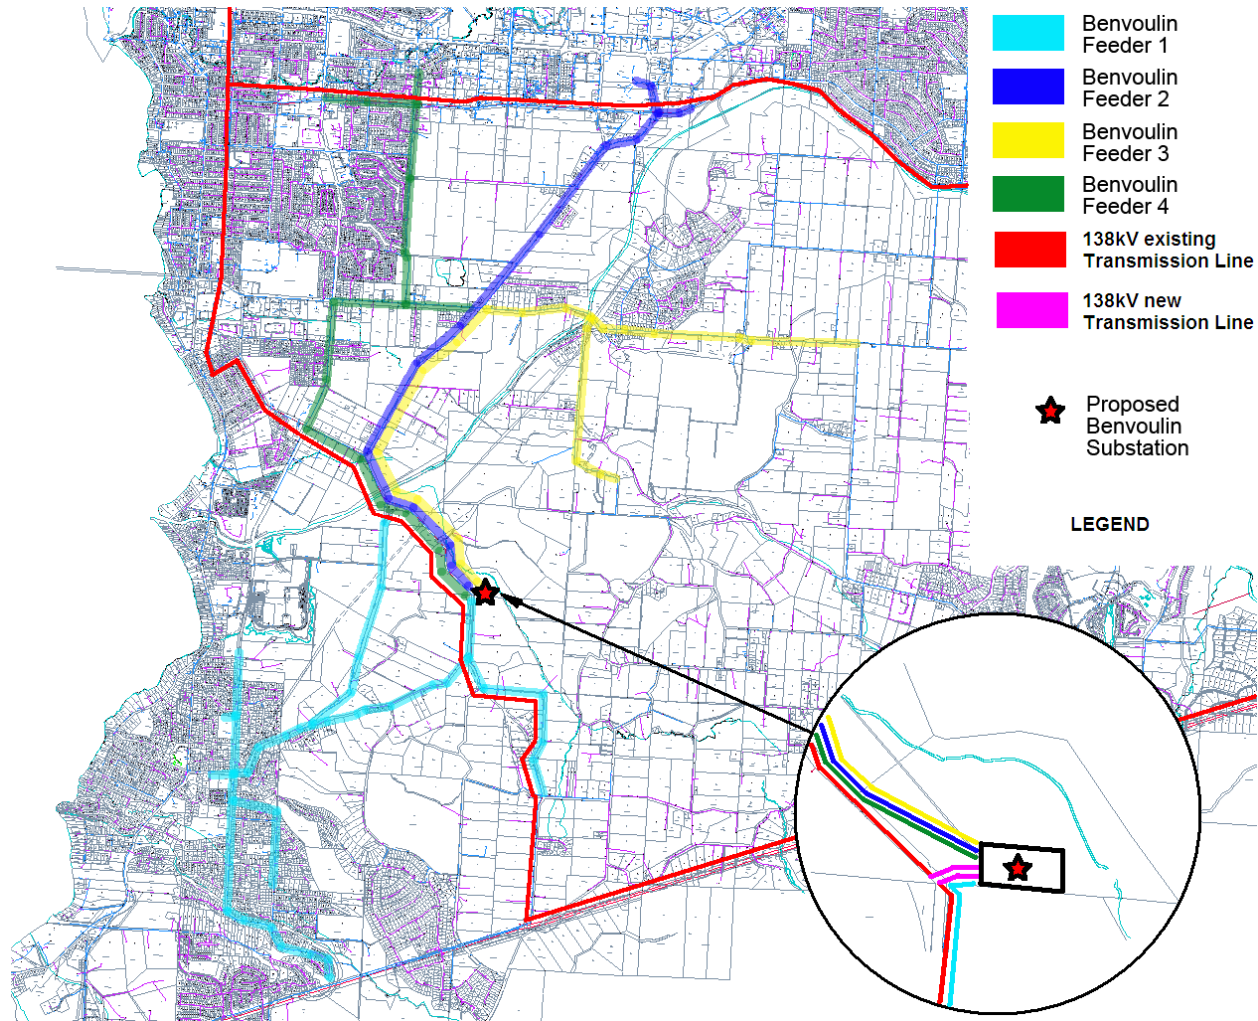 Benvoulin
Feeder 1
Benvoulin
Feeder 2
Benvoulin
Feeder 3
Benvoulin
Feeder 4
138kV existing
Transmission Line
138kV new
Transmission Line
Proposed
Benvoulin
Substation
LEGEND